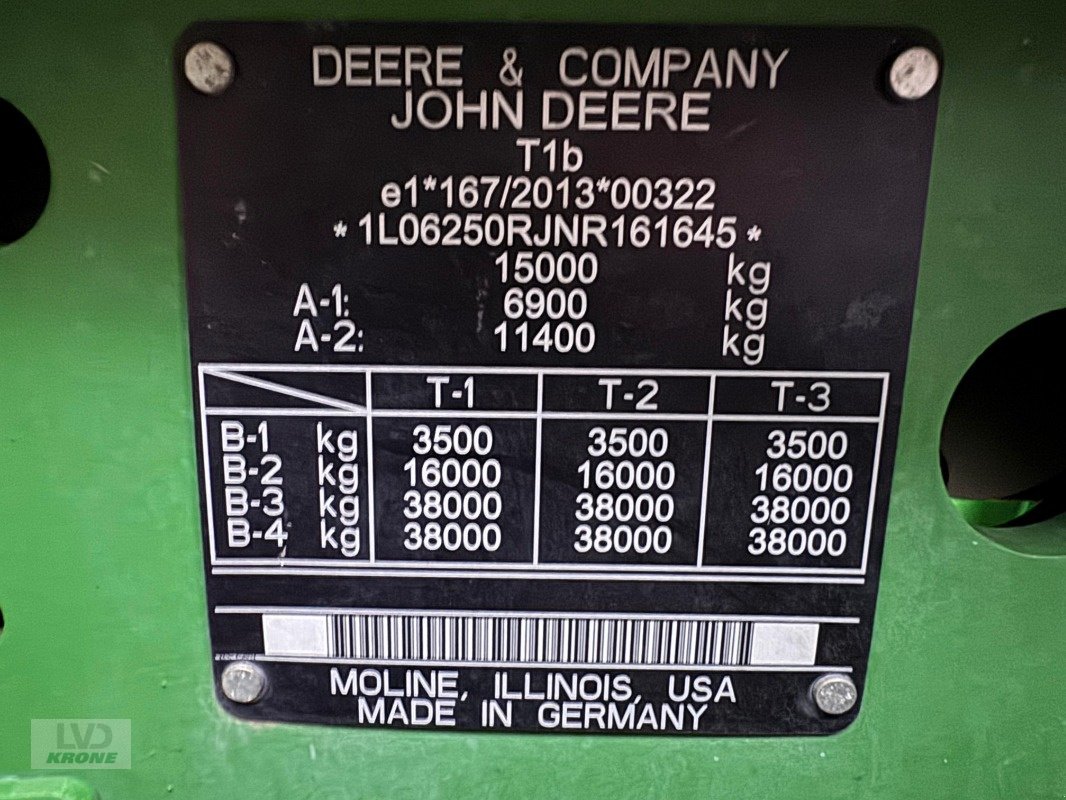 DEERE & COMPANY
JOHN DEERE
T1b
e1*167/2013*00322
* 1L06250RJNR161645 *
15000 kg
A-1: 6900 kg
A-2: 11400 kg
T-1 T-2 T-3
B-1 kg 3500 3500 3500
B-2 kg 16000 16000 16000
B-3 kg 38000 38000 38000
B-4 kg 38000 38000 38000
MOLINE, ILLINOIS, USA
MADE IN GERMANY
LVD
KRONE